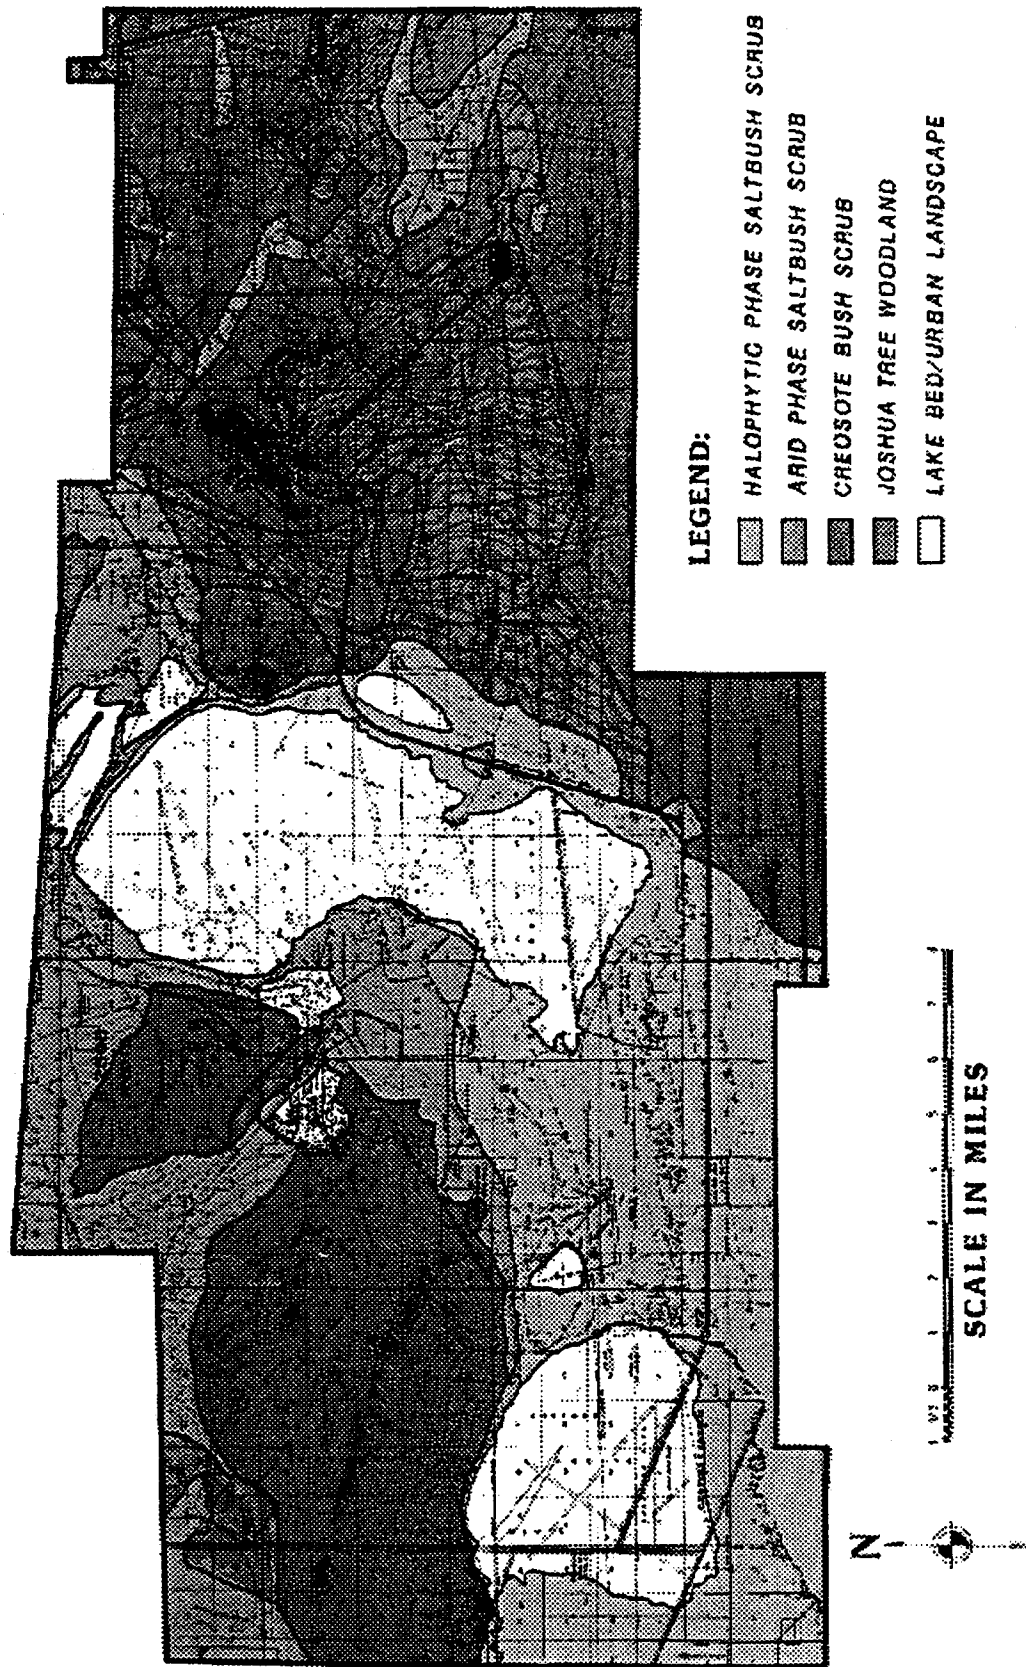 LEGEND:
HALOPHYTIC PHASE SALTBUSH SCRUB
ARID PHASE SALTBUSH SCRUB
CREOSOTE BUSH SCRUB
JOSHUA TREE WOODLAND
LAKE BED/URBAN LANDSCAPE
SCALE IN MILES
N